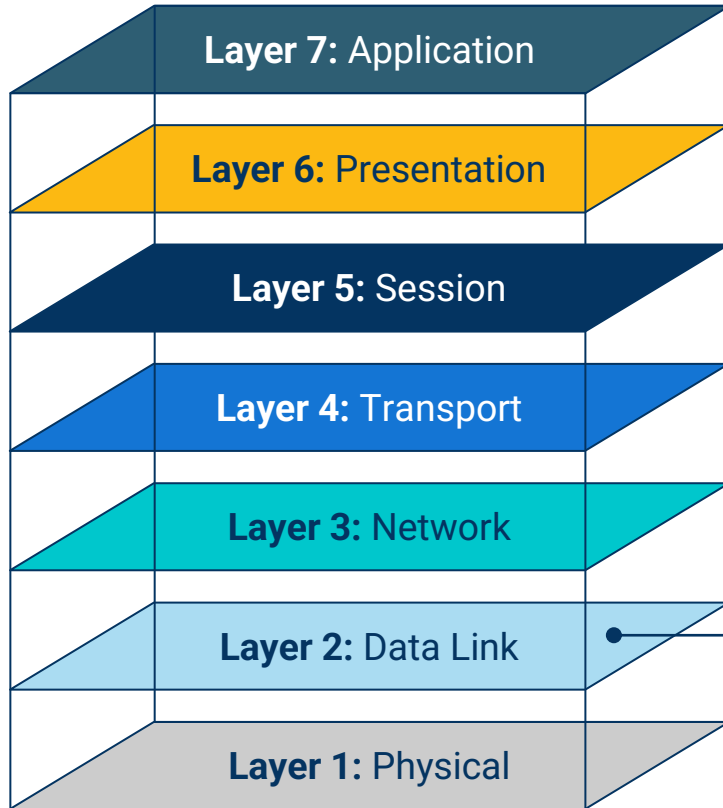 Layer 7: Application
Layer 6: Presentation
Layer 5: Session
Layer 4: Transport
Layer 3: Network
Layer 2: Data Link
Layer 1: Physical